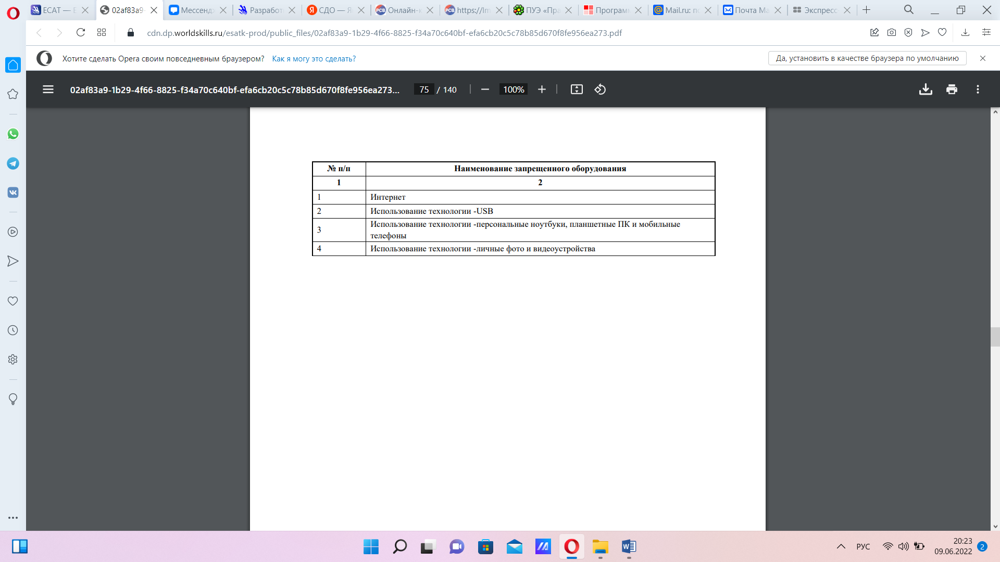 ЕСАТ — Е
02af83a9-
Мессендж
Разработ
СДО — Я
Онлайн-к
https://lm
ПУЭ «Пра
Програм
Mail.ru: по
Почта Ма
Экспресс-
cdn.dp.worldskills.ru/esatk-prod/public_files/02af83a9-1b29-4f66-8825-f34a70c640bf-efa6cb20c5c78b85d670f8fe956ea273.pdf
Хотите сделать Opera своим повседневным браузером? Как я могу это сделать?
Да, установить в качестве браузера по умолчанию
02af83a9-1b29-4f66-8825-f34a70c640bf-efa6cb20c5c78b85d670f8fe956ea273...
75 / 140
100%
№ п/п Наименование запрещенного оборудования
1 2
1 Интернет
2 Использование технологии -USB
3 Использование технологии -персональные ноутбуки, планшетные ПК и мобильные
телефоны
4 Использование технологии -личные фото и видеоустройства
РУС
20:23
09.06.2022
2